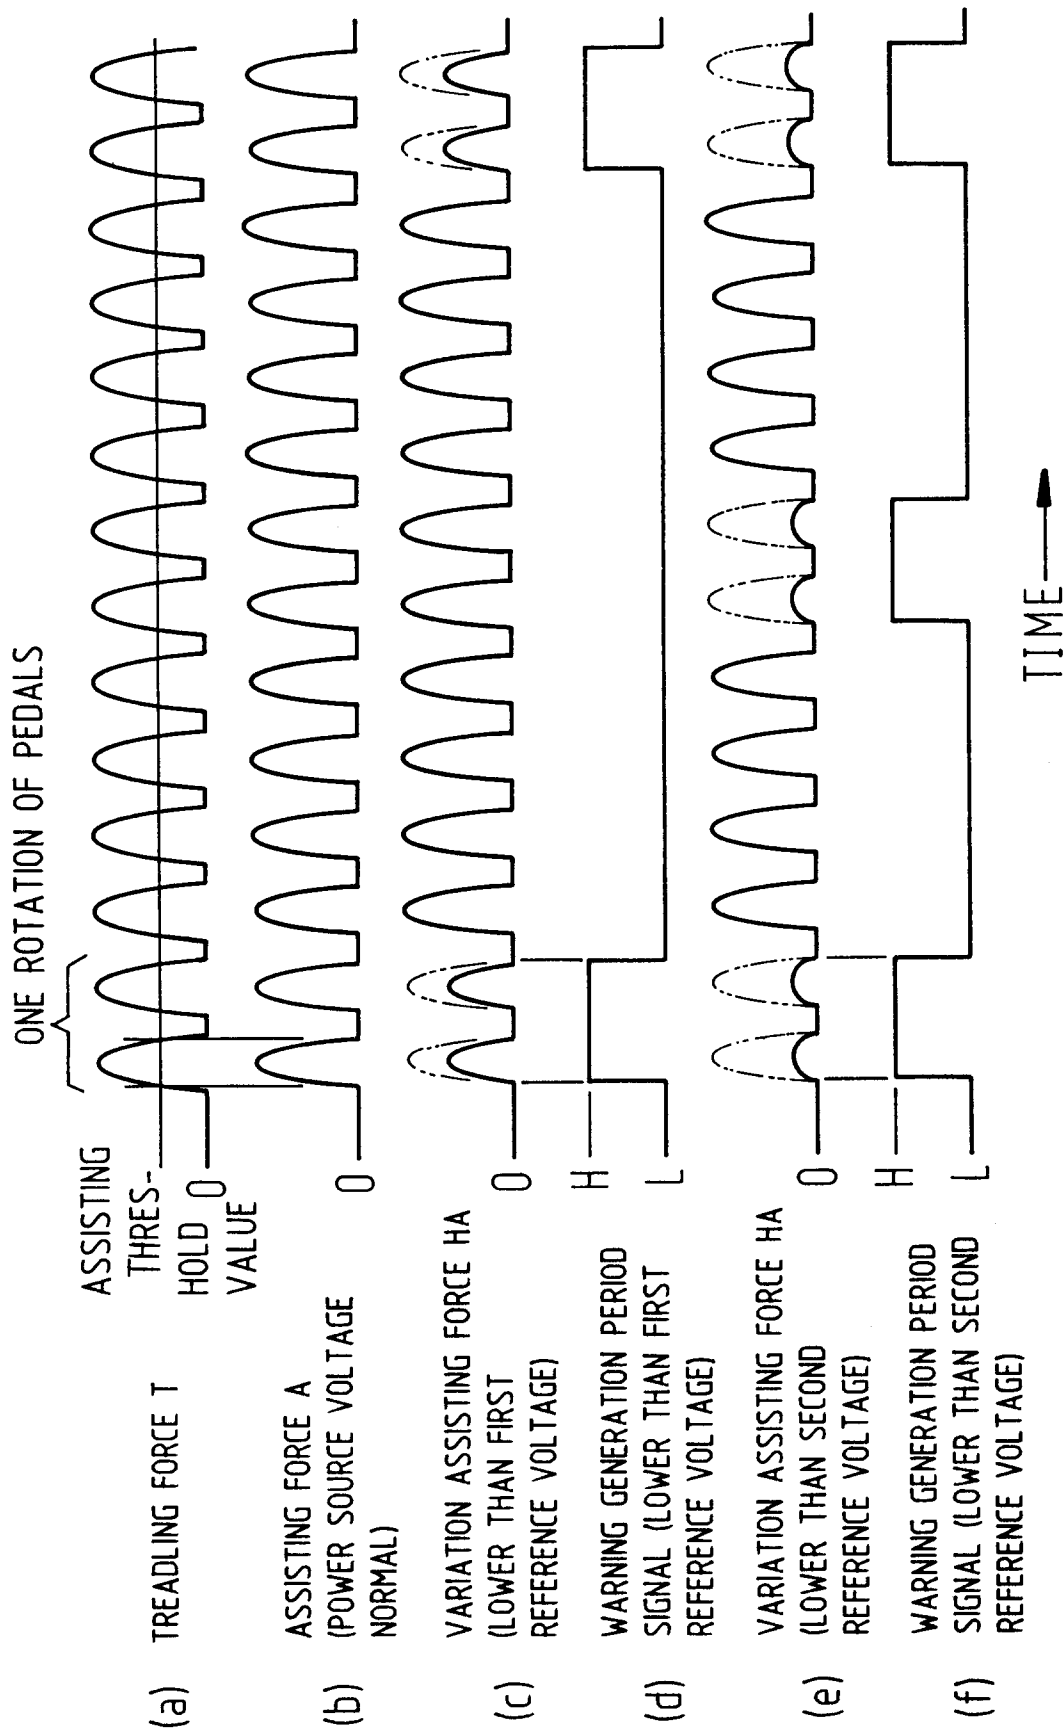 ONE ROTATION OF PEDALS
ASSISTING
THRES-
HOLD 0
VALUE
(a) TREADLING FORCE T
(b) ASSISTING FORCE A
(POWER SOURCE VOLTAGE
NORMAL)
0
(c) VARIATION ASSISTING FORCE HA
(LOWER THAN FIRST
REFERENCE VOLTAGE)
0
(d) WARNING GENERATION PERIOD
SIGNAL (LOWER THAN FIRST
REFERENCE VOLTAGE)
H
L
(e) VARIATION ASSISTING FORCE HA
(LOWER THAN SECOND
REFERENCE VOLTAGE)
0
(f) WARNING GENERATION PERIOD
SIGNAL (LOWER THAN SECOND
REFERENCE VOLTAGE)
H
L
TIME